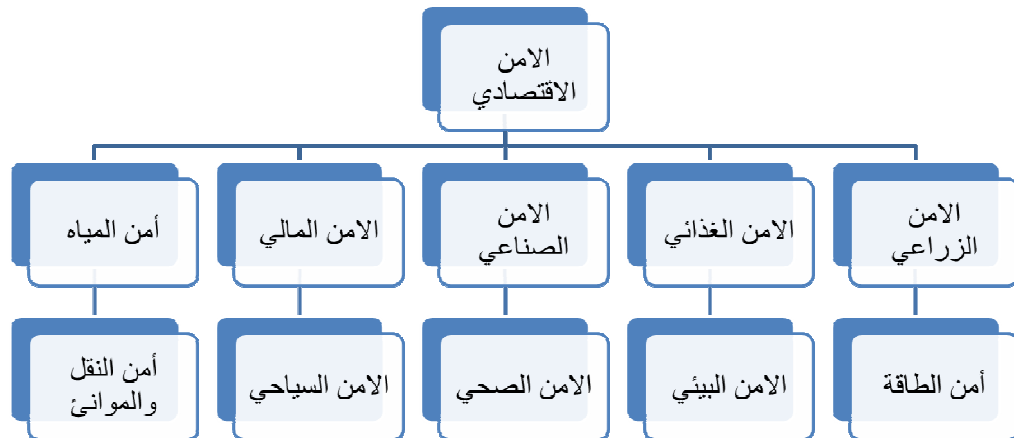 الامن
الاقتصادي
الامن
الزراعي
الامن الغذائي
الامن
الصناعي
الامن المالي
أمن المياه
أمن الطاقة
الامن البيئي
الامن الصحي
الامن السياحي
أمن النقل
والموانئ